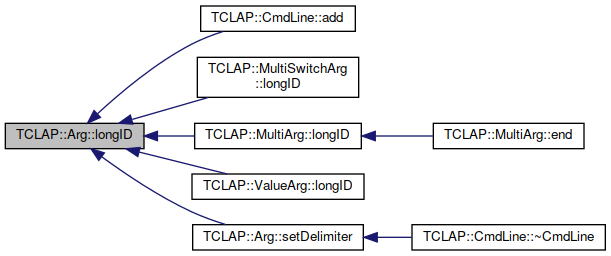 TCLAP::CmdLine::add
TCLAP::MultiSwitchArg
::longID
TCLAP::Arg::longID
TCLAP::MultiArg::longID
TCLAP::MultiArg::end
TCLAP::ValueArg::longID
TCLAP::Arg::setDelimiter
TCLAP::CmdLine::~CmdLine